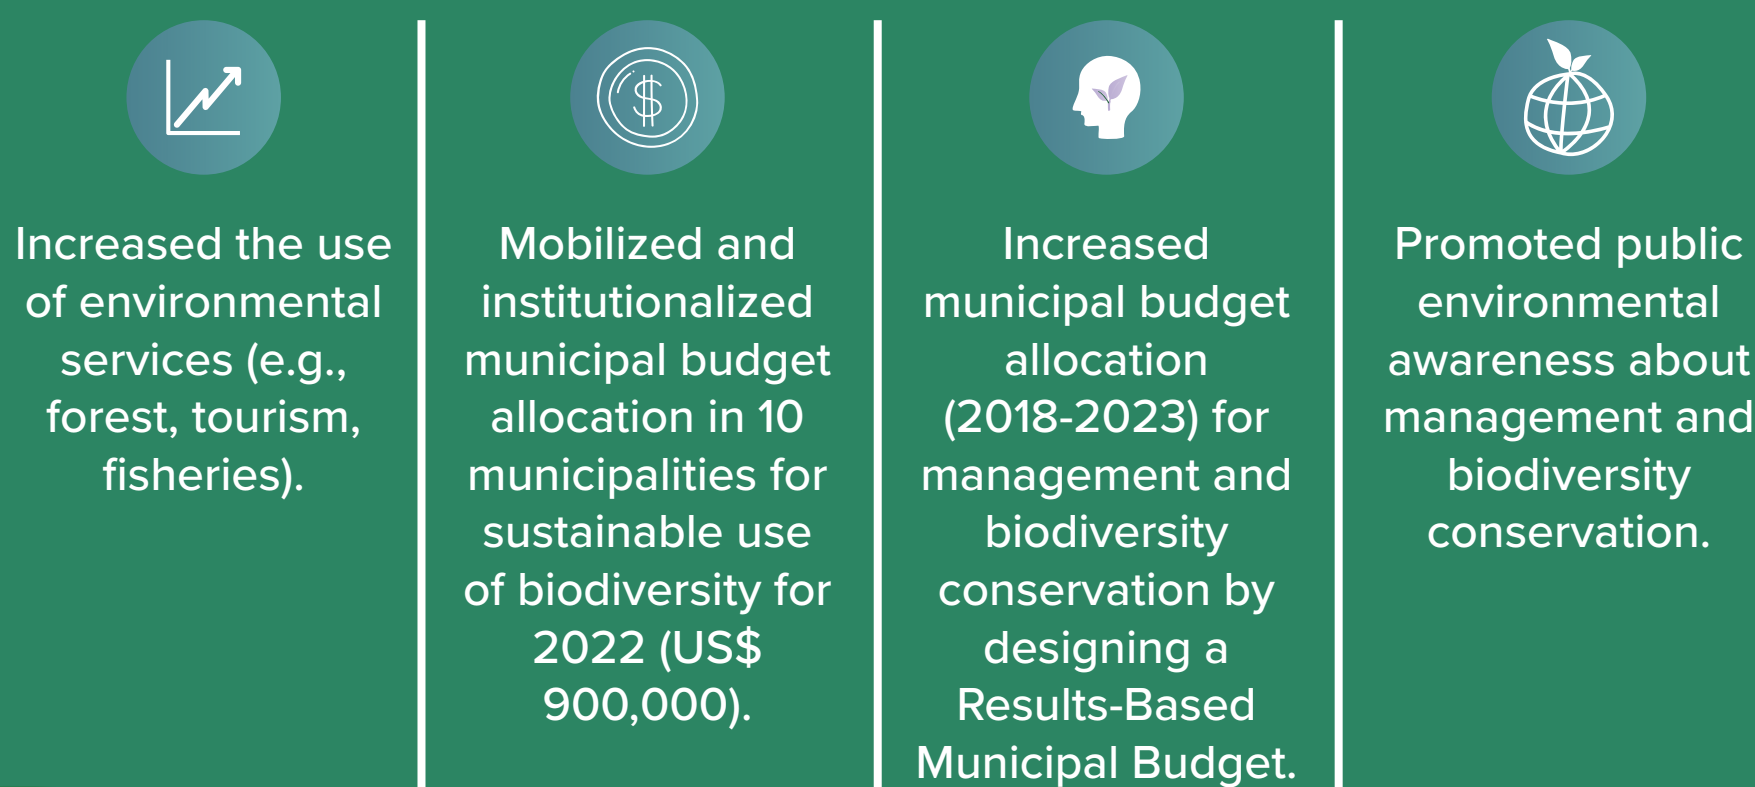 Increased the use
of environmental
services (e.g.,
forest, tourism,
fisheries).
Mobilized and
institutionalized
municipal budget
allocation in 10
municipalities for
sustainable use
of biodiversity for
2022 (US$
900,000).
Increased
municipal budget
allocation
(2018-2023) for
management and
biodiversity
conservation by
designing a
Results-Based
Municipal Budget.
Promoted public
environmental
awareness about
management and
biodiversity
conservation.